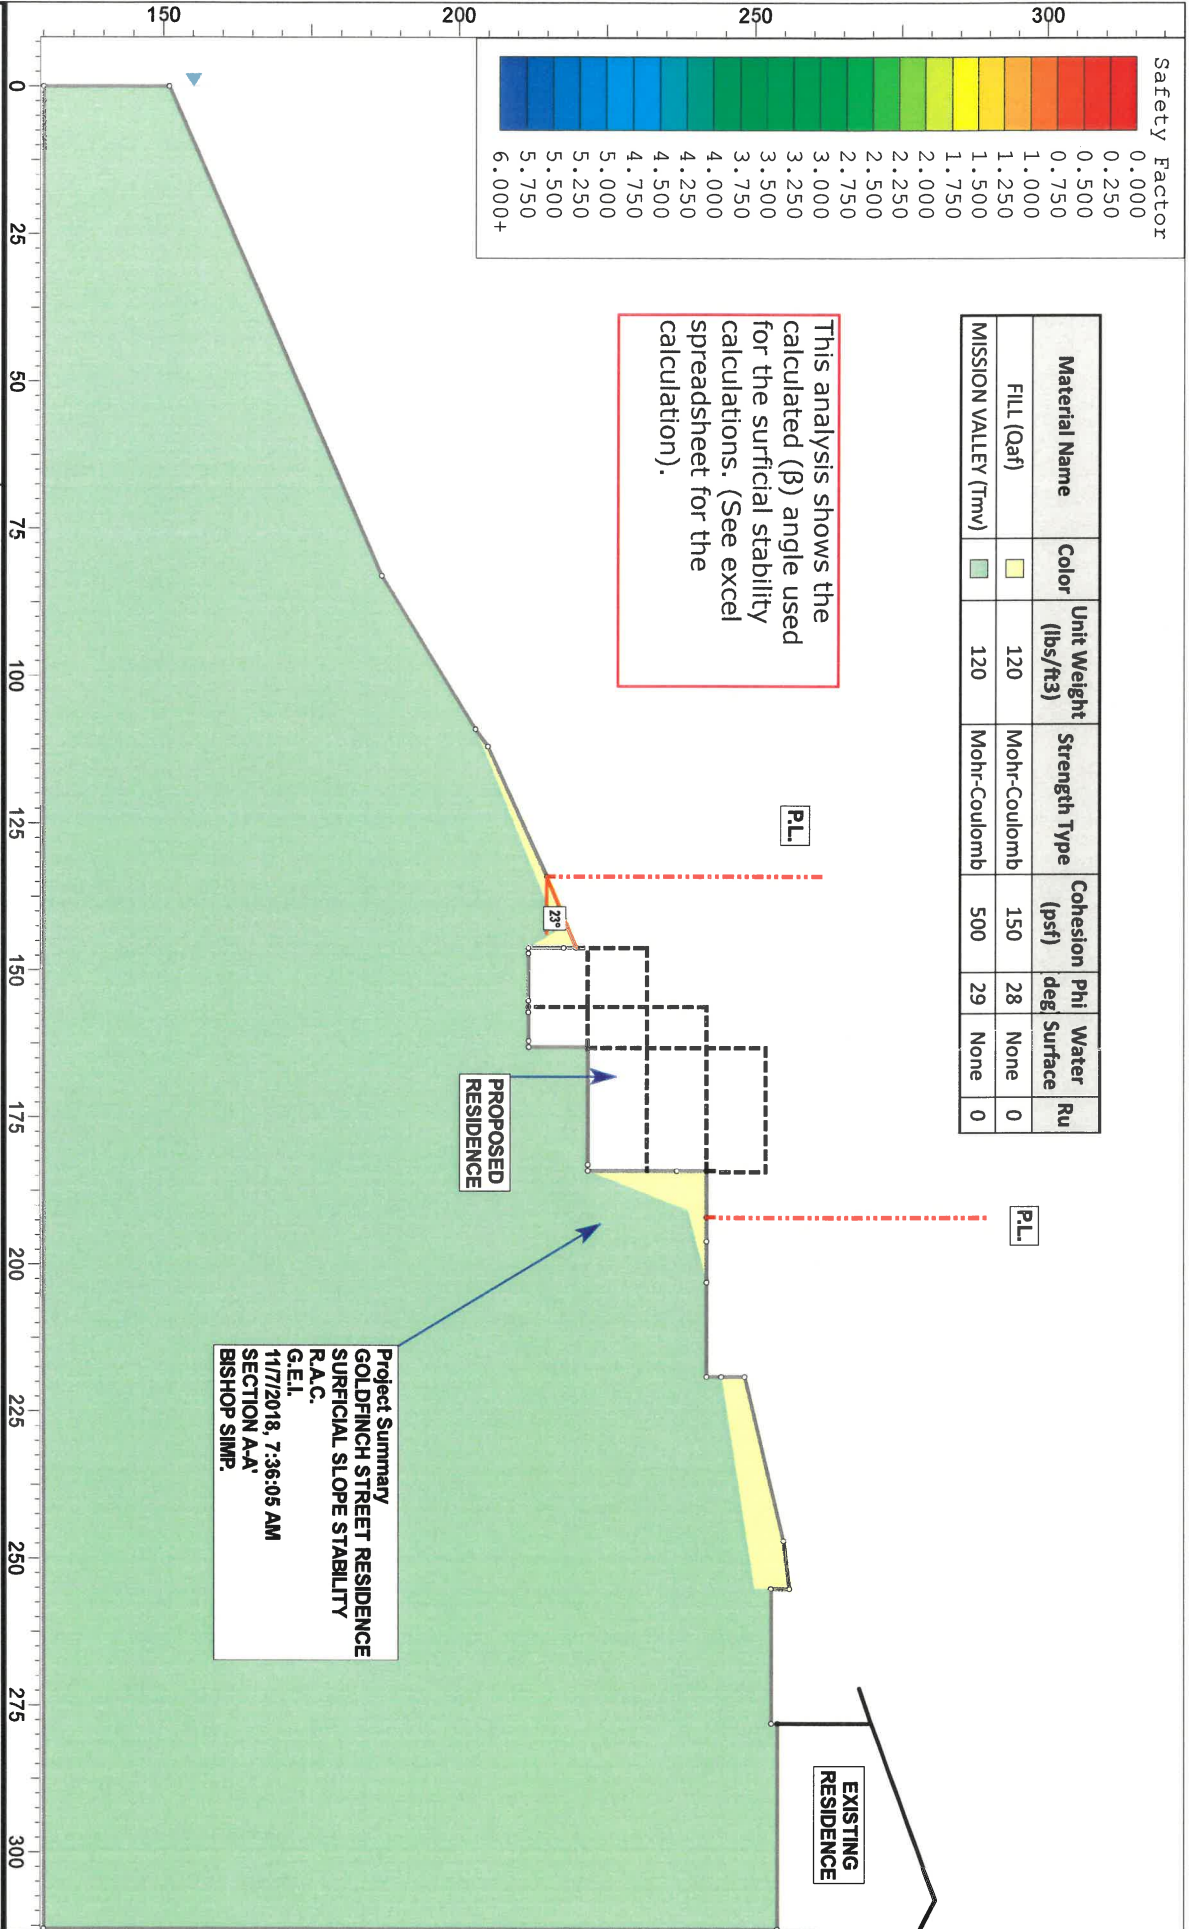 Safety Factor
0.000
0.250
0.500
0.750
1.000
1.250
1.500
1.750
2.000
2.250
2.500
2.750
3.000
3.250
3.500
3.750
4.000
4.250
4.500
4.750
5.000
5.250
5.500
5.750
6.000+
Material Name Color Unit Weight (lbs/ft3) Strength Type Cohesion (psf) Phi deg Water Surface Ru
FILL (Qaf) 120 Mohr-Coulomb 150 28 None 0
MISSION VALLEY (Tmv) 120 Mohr-Coulomb 500 29 None 0
This analysis shows the
calculated (β) angle used
for the surficial stability
calculations. (See excel
spreadsheet for the
calculation).
P.L.
P.L.
23º
PROPOSED
RESIDENCE
EXISTING
RESIDENCE
Project Summary
GOLDFINCH STREET RESIDENCE
SURFICIAL SLOPE STABILITY
R.A.C.
G.E.I.
11/7/2018, 7:36:05 AM
SECTION A-A'
BISHOP SIMP.
300
250
200
150
0 25 50 75 100 125 150 175 200 225 250 275 300